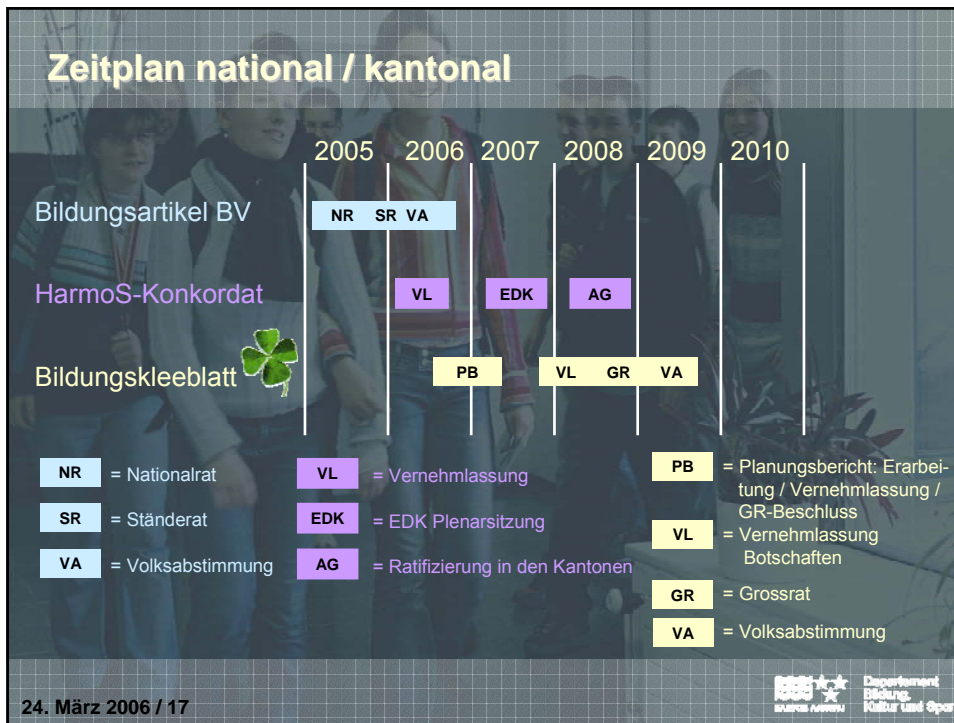 Zeitplan national / kantonal
2005 2006 2007 2008 2009 2010
Bildungsartikel BV NR SR VA
HarmoS-Konkordat VL EDK AG
Bildungskleeblatt PB VL GR VA
NR = Nationalrat
SR = Ständerat
VA = Volksabstimmung
VL = Vernehmlassung
EDK = EDK Plenarsitzung
AG = Ratifizierung in den Kantonen
PB = Planungsbericht: Erarbei-
tung / Vernehmlassung /
GR-Beschluss
VL = Vernehmlassung
Botschaften
GR = Grossrat
VA = Volksabstimmung
24. März 2006 / 17
Departement
Bildung,
Kultur und Spor
KANTON AARGAU